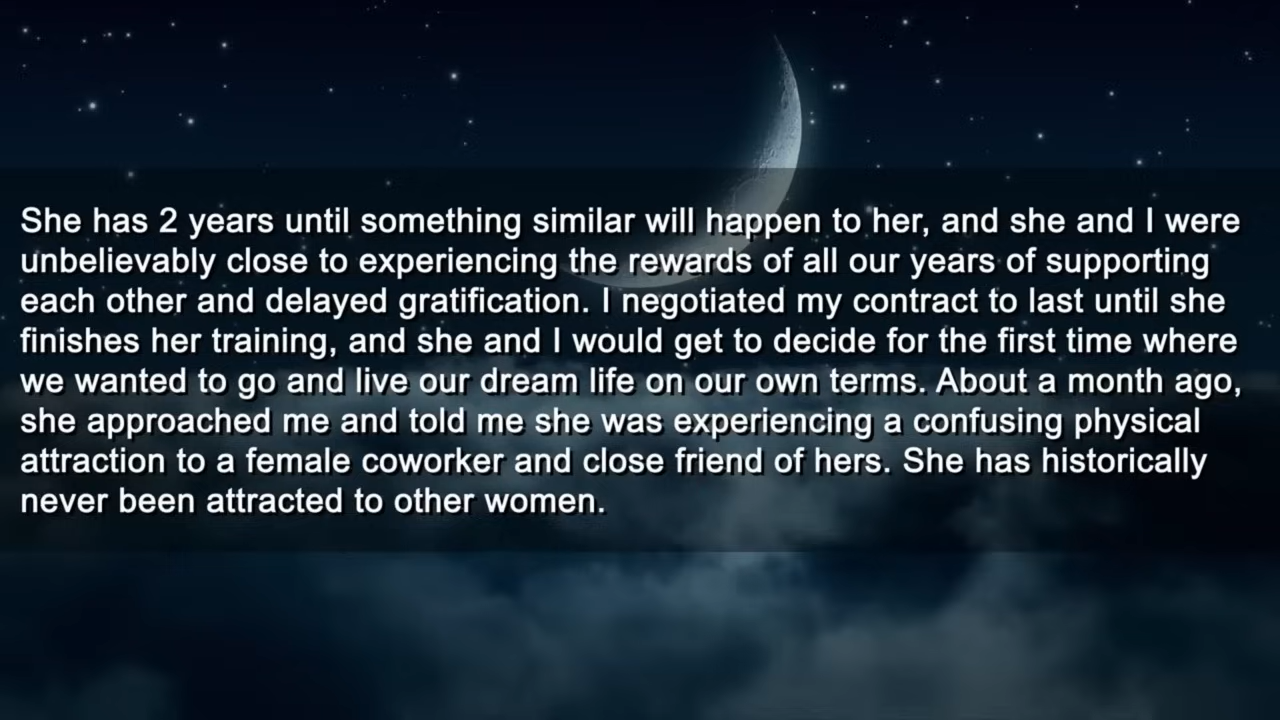 She has 2 years until something similar will happen to her, and she and I were
unbelievably close to experiencing the rewards of all our years of supporting
each other and delayed gratification. I negotiated my contract to last until she
finishes her training, and she and I would get to decide for the first time where
we wanted to go and live our dream life on our own terms. About a month ago,
she approached me and told me she was experiencing a confusing physical
attraction to a female coworker and close friend of hers. She has historically
never been attracted to other women.